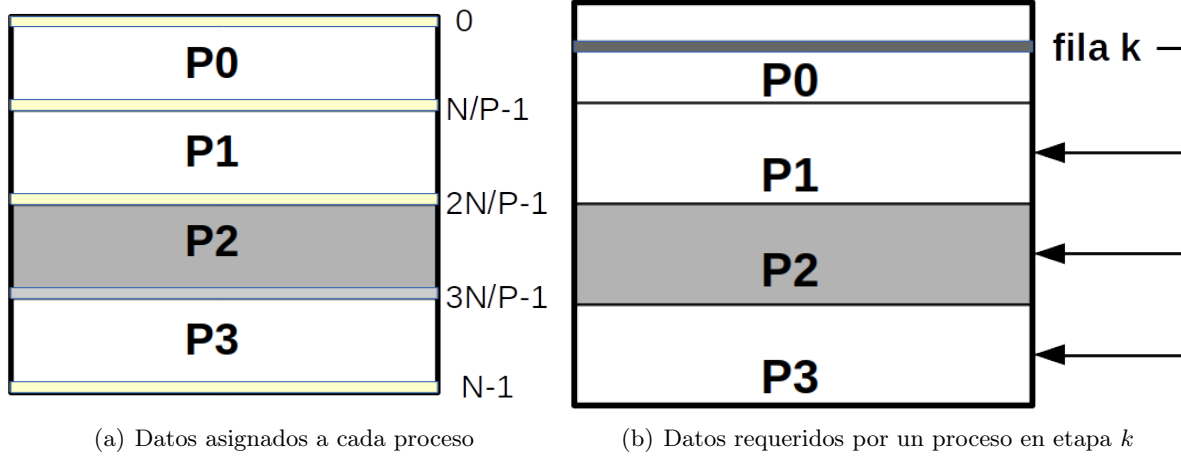 0
P0
N/P-1
P1
2N/P-1
P2
3N/P-1
P3
N-1
(a) Datos asignados a cada proceso
fila k
P0
P1
P2
P3
(b) Datos requeridos por un proceso en etapa k